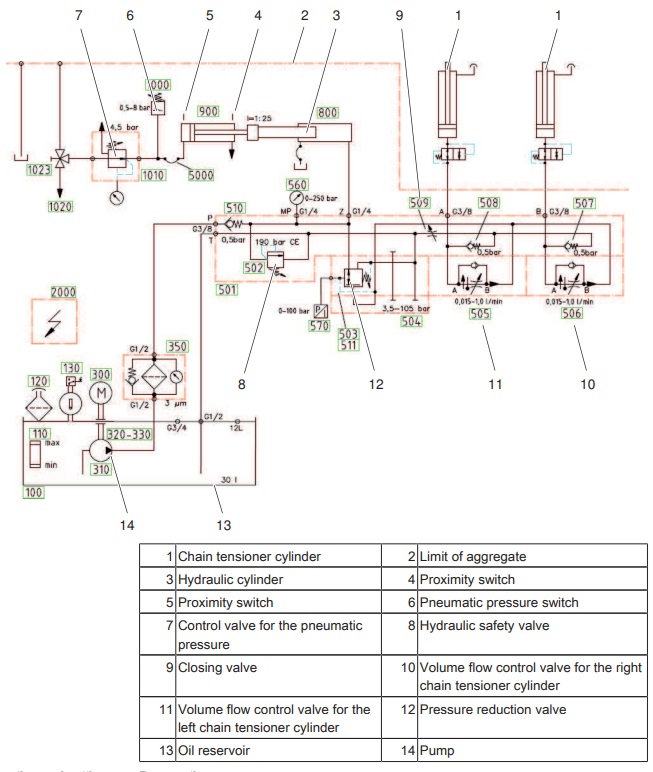 7 6 5 4 2 3 9 1 1
0,5-8 bar
900
I=1:25
800
4,5 bar
1023
1010
5000
1020
560
0-250 bar
510
MP G1/4
Z G1/4
509
A G3/8
508
B G3/8
507
P
G3/8
T
0,5bar
190 bar CE
0,5bar
0,5bar
502
501
A B
A B
0-100 bar
3,5-105 bar
0,015-1,0 l/min
0,015-1,0 l/min
570
503
504
505
506
511
2000
G1/2
350
8 12 11 10
130
120
300
M
G1/2
3 µm
G1/2
320-330
G3/4
12L
110
max
min
310
100
30 l
14 13
1 Chain tensioner cylinder 2 Limit of aggregate
3 Hydraulic cylinder 4 Proximity switch
5 Proximity switch 6 Pneumatic pressure switch
7 Control valve for the pneumatic 8 Hydraulic safety valve
pressure
9 Closing valve 10 Volume flow control valve for the right
chain tensioner cylinder
11 Volume flow control valve for the 12 Pressure reduction valve
left chain tensioner cylinder
13 Oil reservoir 14 Pump